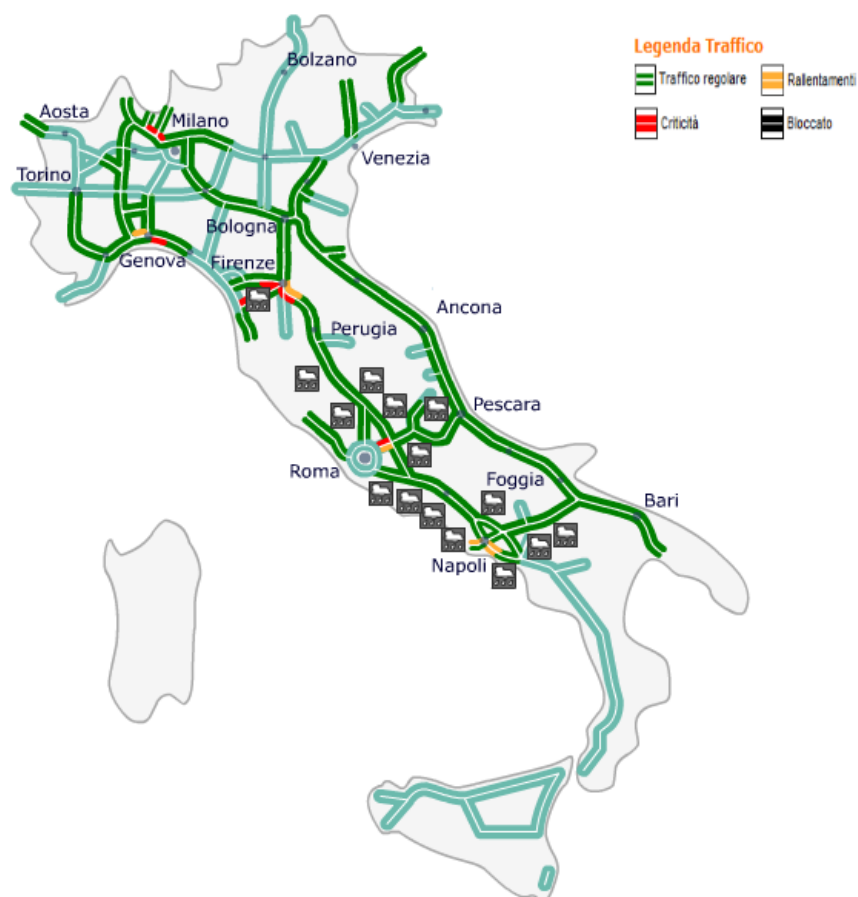 Legenda Traffico
Traffico regolare
Rallentamenti
Criticità
Bloccato
Bolzano
Aosta
Milano
Torino
Venezia
Bologna
Genova
Firenze
Ancona
Perugia
Pescara
Roma
Foggia
Bari
Napoli